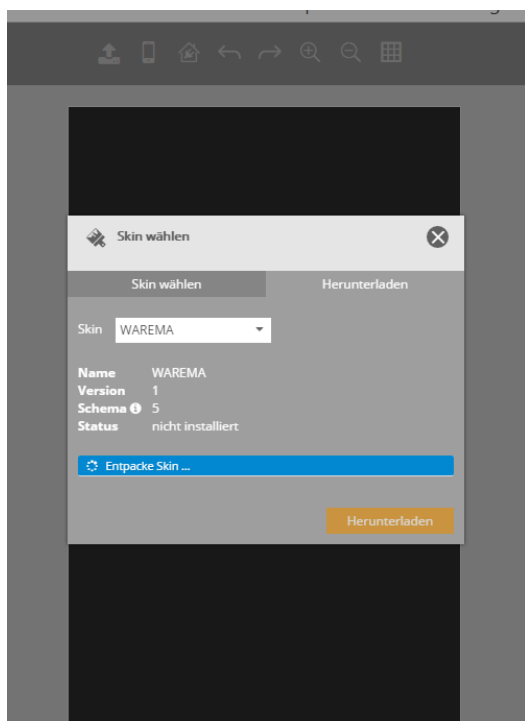 Skin wählen
Skin wählen Herunterladen
Skin WAREMA
Name WAREMA
Version 1
Schema 5
Status nicht installiert
Entpacke Skin ...
Herunterladen